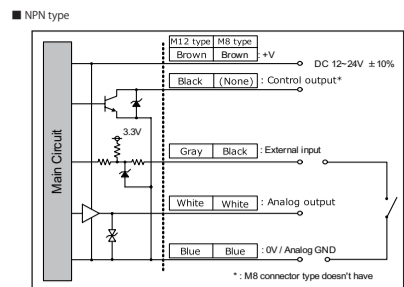 ■ NPN type
M12 type M8 type
Brown Brown : +V
DC 12~24V ±10%
Black (None) : Control output*
3.3V
Gray Black : External input
Main Circuit
White White : Analog output
Blue Blue : 0V / Analog GND
* : M8 connector type doesn't have